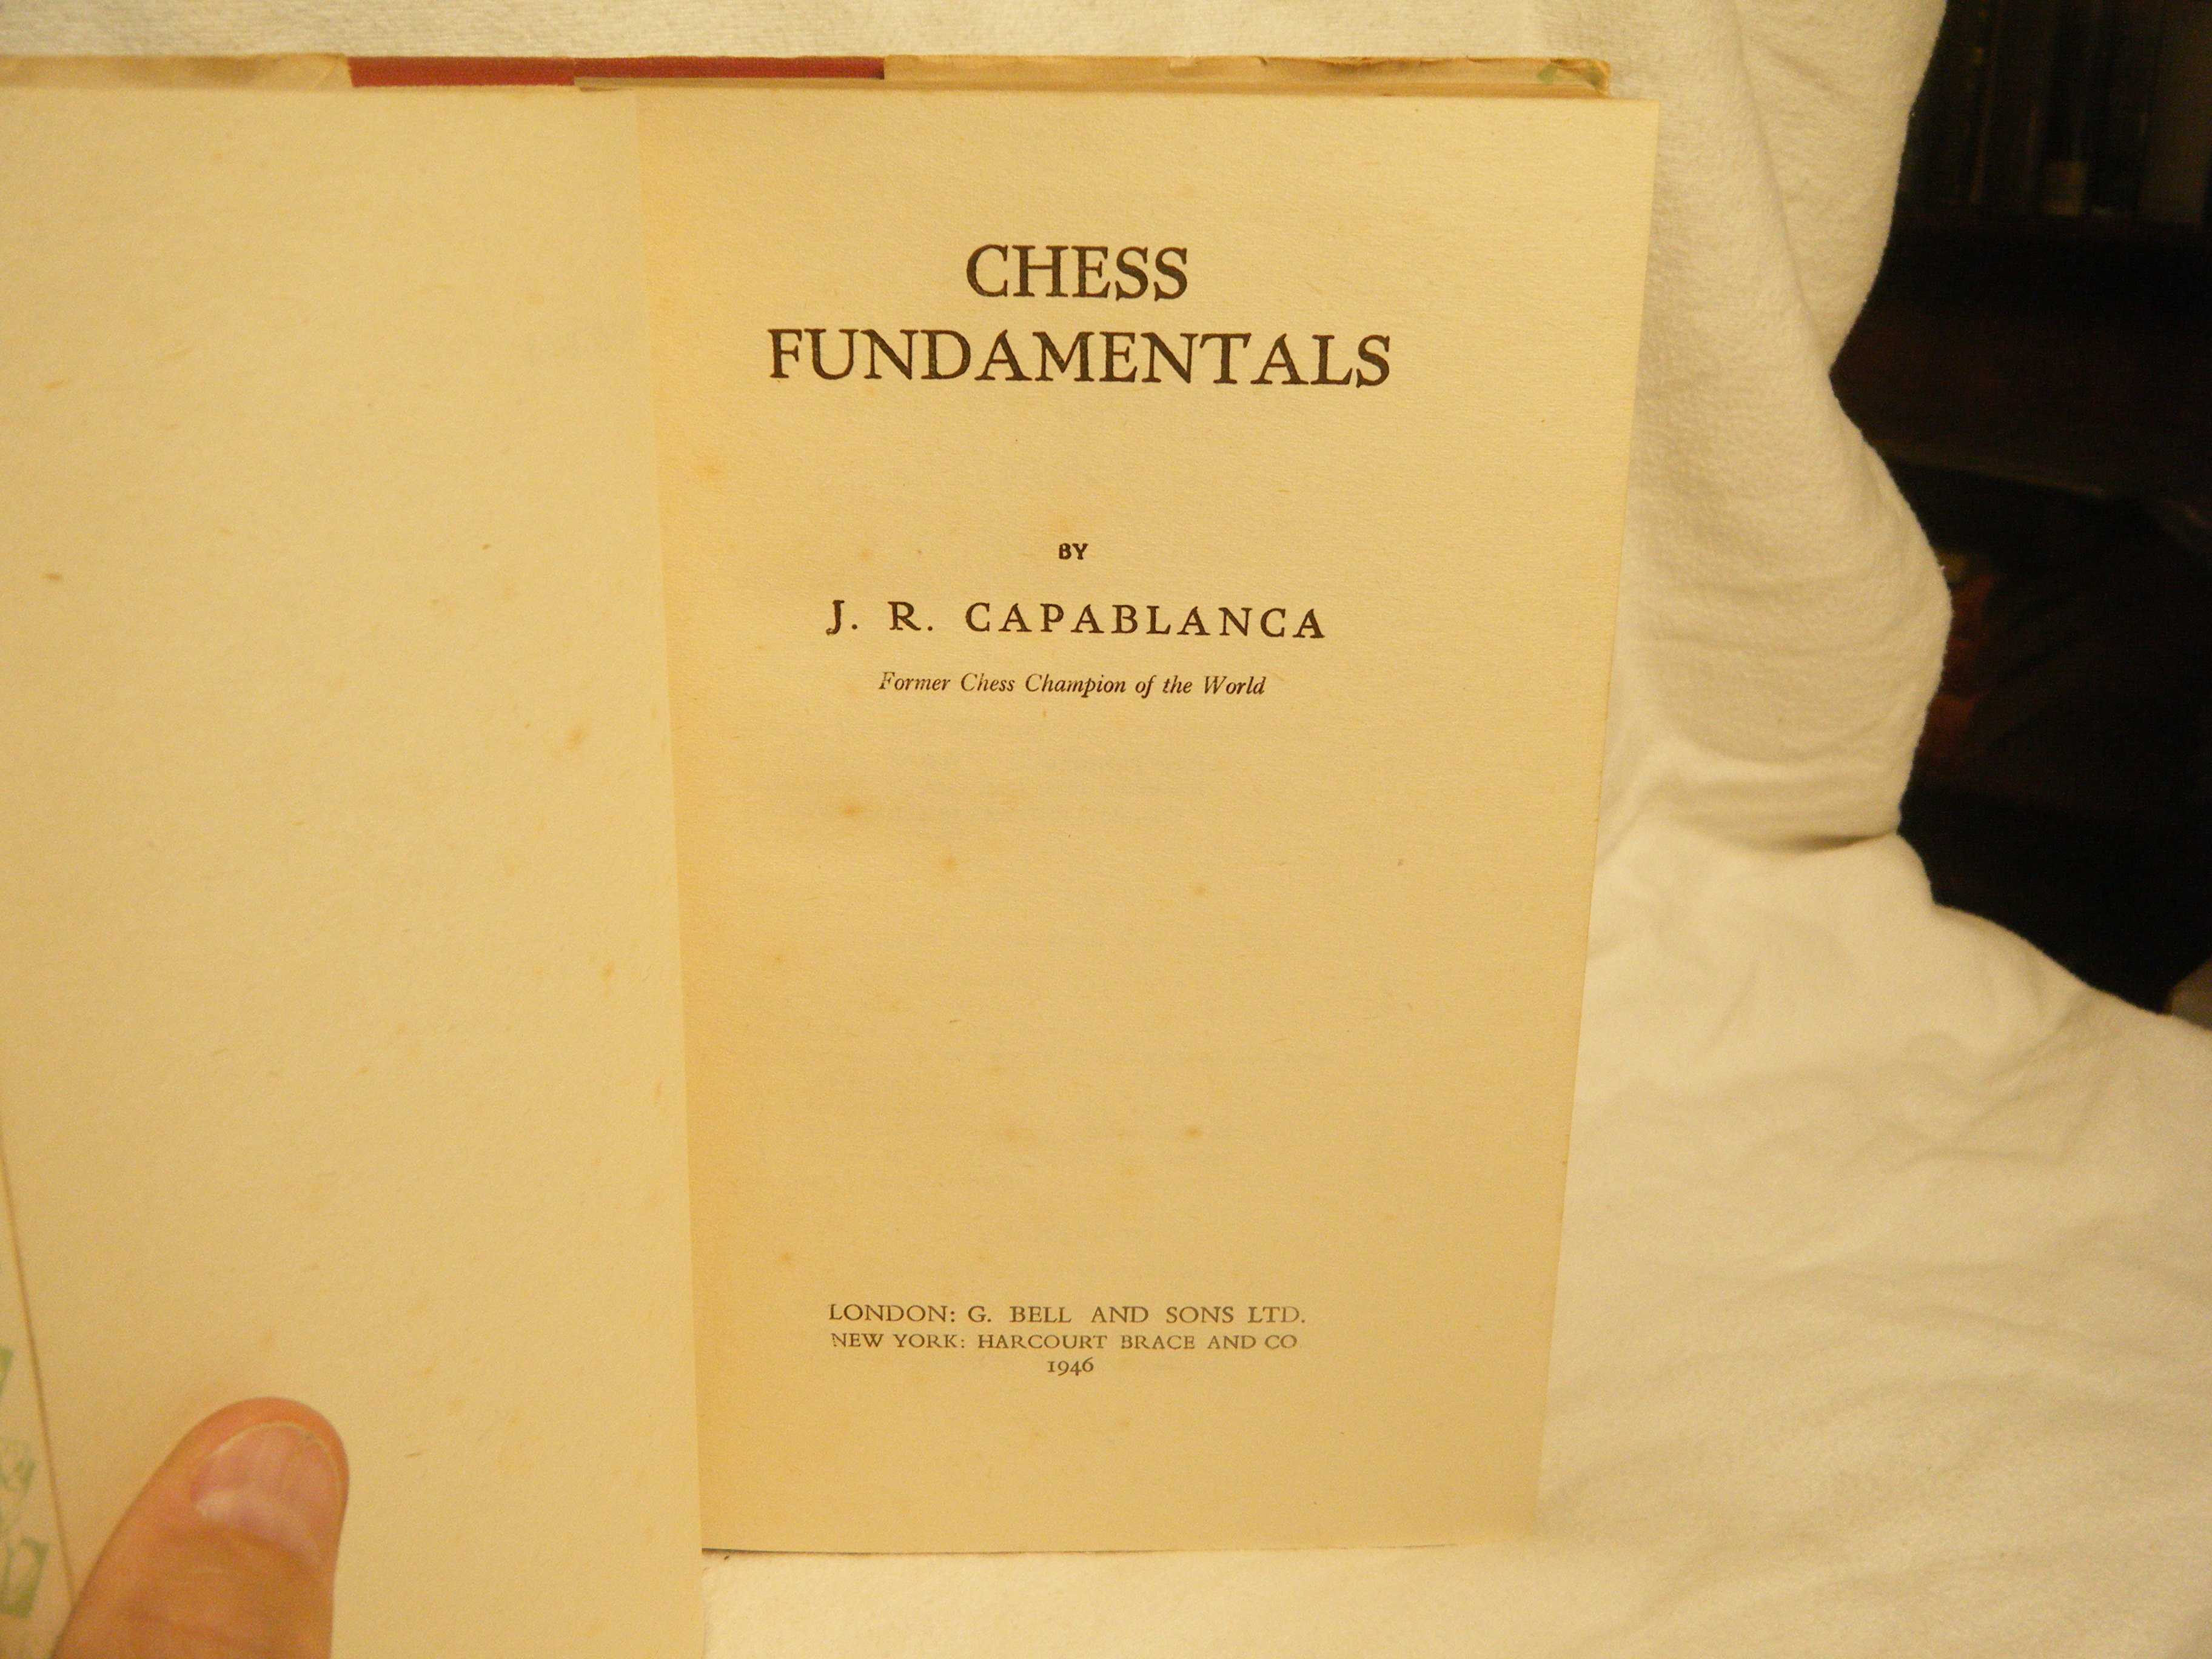 CHESS
FUNDAMENTALS
BY
J. R. CAPABLANCA
Former Chess Champion of the World
LONDON: G. BELL AND SONS LTD.
NEW YORK: HARCOURT BRACE AND CO
1946